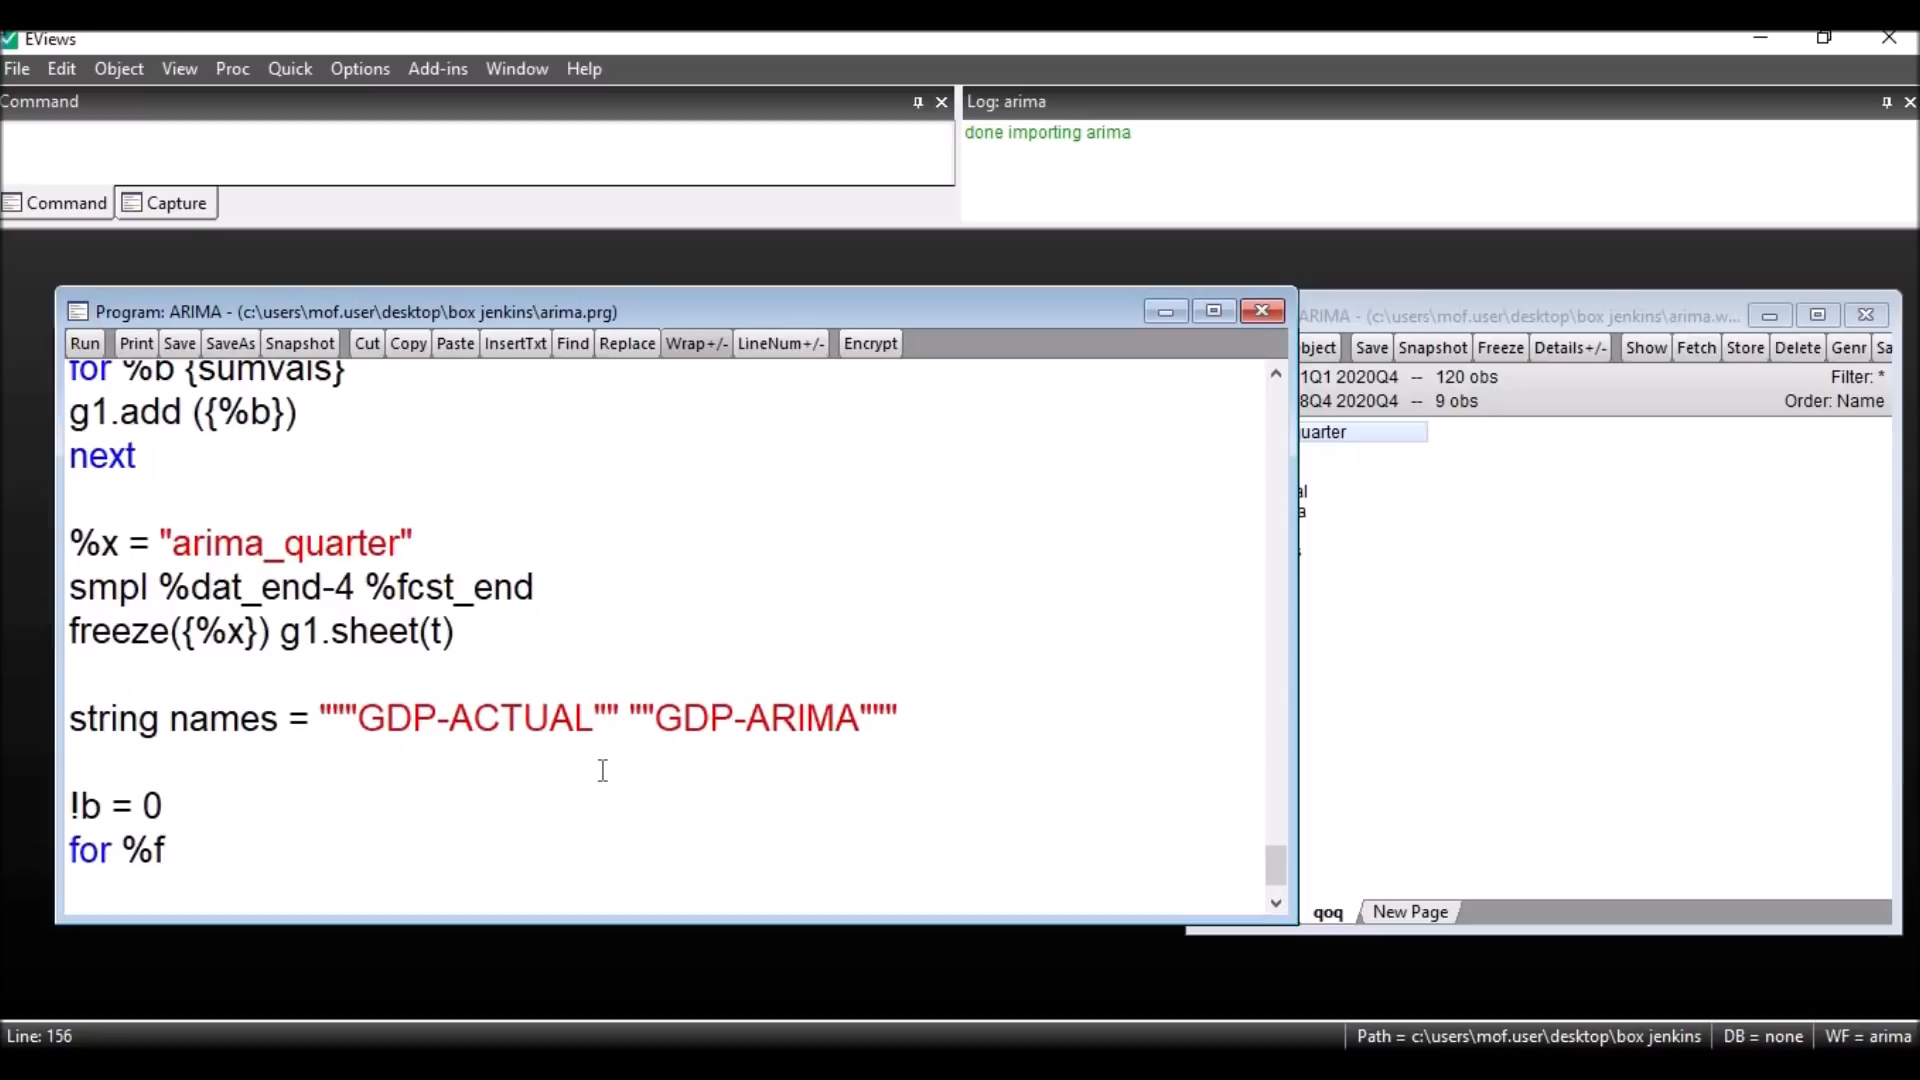 EViews
File Edit Object View Proc Quick Options Add-ins Window Help
Command
Log: arima
done importing arima
Command Capture
Program: ARIMA - (c:\users\mof.user\desktop\box jenkins\arima.prg)
Run Print Save SaveAs Snapshot Cut Copy Paste InsertTxt Find Replace Wrap+/- LineNum+/- Encrypt
for %b {sumvals}
g1.add ({%b})
next
%x = "arima_quarter"
smpl %dat_end-4 %fcst_end
freeze({%x}) g1.sheet(t)
string names = """GDP-ACTUAL"" ""GDP-ARIMA"""
!b = 0
for %f
ARIMA - (c:\users\mof.user\desktop\box jenkins\arima.w...
bject Save Snapshot Freeze Details+/- Show Fetch Store Delete Genr Sa
1Q1 2020Q4 -- 120 obs Filter: *
8Q4 2020Q4 -- 9 obs Order: Name
uarter
al
a
qoq New Page
Line: 156 Path = c:\users\mof.user\desktop\box jenkins DB = none WF = arima